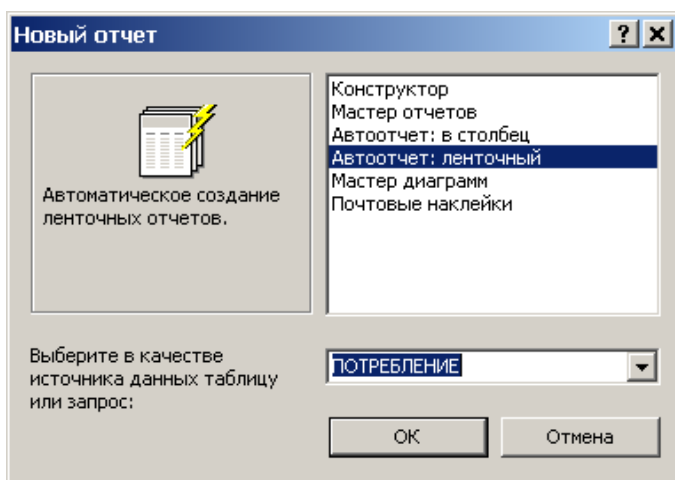 Новый отчет
Конструктор
Мастер отчетов
Автоотчет: в столбец
Автоотчет: ленточный
Мастер диаграмм
Почтовые наклейки
Автоматическое создание
ленточных отчетов.
Выберите в качестве
источника данных таблицу
или запрос:
ПОТРЕБЛЕНИЕ
ОК
Отмена